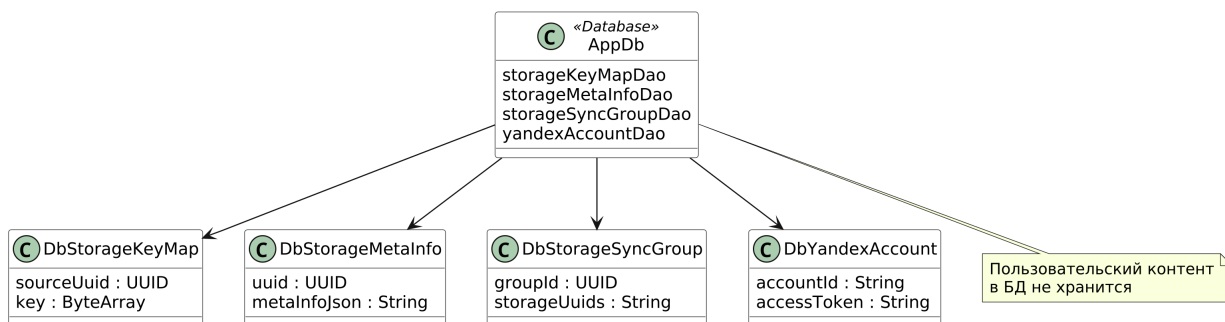 «Database»
C
AppDb
storageKeyMapDao
storageMetaInfoDao
storageSyncGroupDao
yandexAccountDao
C DbStorageKeyMap
sourceUuid : UUID
key : ByteArray
C DbStorageMetaInfo
uuid : UUID
metaInfoJson : String
C DbStorageSyncGroup
groupId : UUID
storageUuids : String
C DbYandexAccount
accountId : String
accessToken : String
Пользовательский контент
в БД не хранится